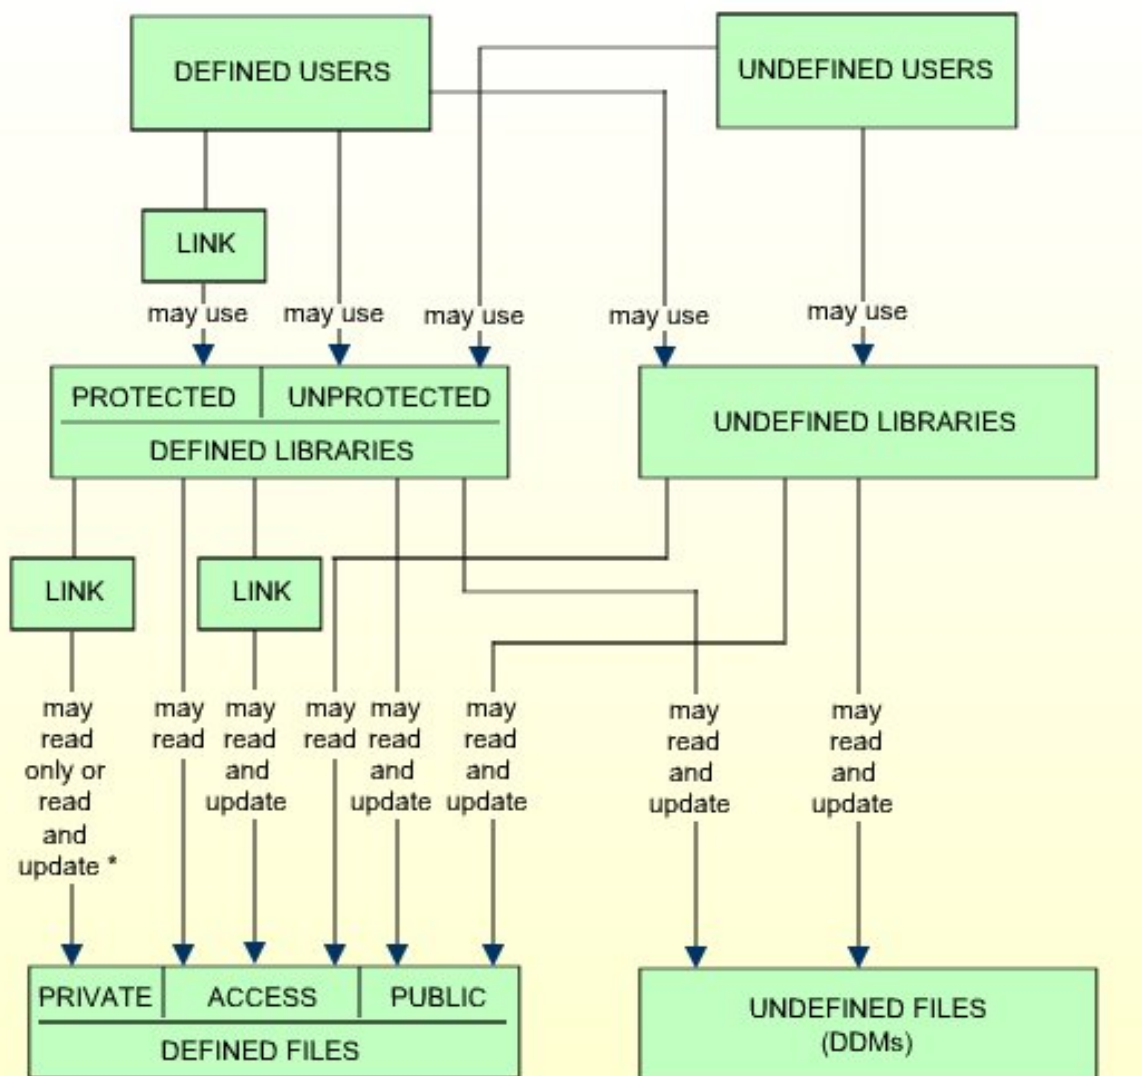 DEFINED USERS
UNDEFINED USERS
LINK
may use
may use
may use
may use
may use
PROTECTED
UNPROTECTED
DEFINED LIBRARIES
UNDEFINED LIBRARIES
LINK
LINK
may
read
only or
read
and
update *
may
read
may
read
and
update
may
read
may
read
and
update
may
read
and
update
may
read
and
update
may
read
and
update
PRIVATE
ACCESS
PUBLIC
DEFINED FILES
UNDEFINED FILES
(DDMs)